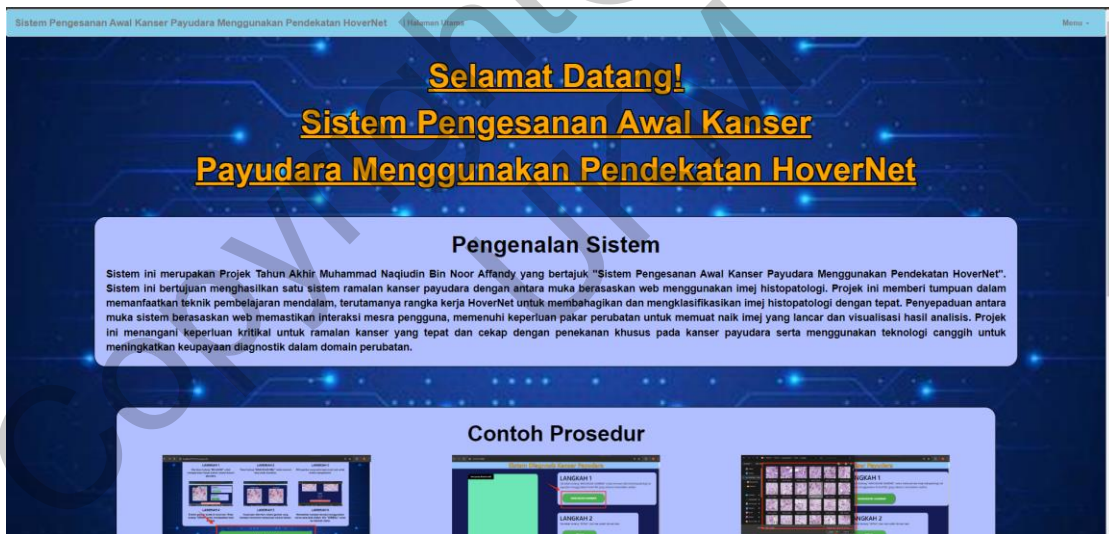 Sistem Pengesanan Awal Kanser Payudara Menggunakan Pendekatan HoverNet | Halaman Utama Menu
Selamat Datang!
Sistem Pengesanan Awal Kanser
Payudara Menggunakan Pendekatan HoverNet
Pengenalan Sistem
Sistem ini merupakan Projek Tahun Akhir Muhammad Naqiudin Bin Noor Affandy yang bertajuk "Sistem Pengesanan Awal Kanser Payudara Menggunakan Pendekatan HoverNet".
Sistem ini bertujuan menghasilkan satu sistem ramalan kanser payudara dengan antara muka berasaskan web menggunakan imej histopatologi. Projek ini memberi tumpuan dalam
memanfaatkan teknik pembelajaran mendalam, terutamanya rangka kerja HoverNet untuk membahagikan dan mengklasifikasikan imej histopatologi dengan tepat. Penyepaduan antara
muka sistem berasaskan web memastikan interaksi mesra pengguna, memenuhi keperluan pakar perubatan untuk memuat naik imej yang lancar dan visualisasi hasil analisis. Projek
ini menangani keperluan kritikal untuk ramalan kanser yang tepat dan cekap dengan penekanan khusus pada kanser payudara serta menggunakan teknologi canggih untuk
meningkatkan keupayaan diagnostik dalam domain perubatan.
Contoh Prosedur
LANGKAH 1
LANGKAH 2
LANGKAH 1
LANGKAH 2
Copyright
UKM